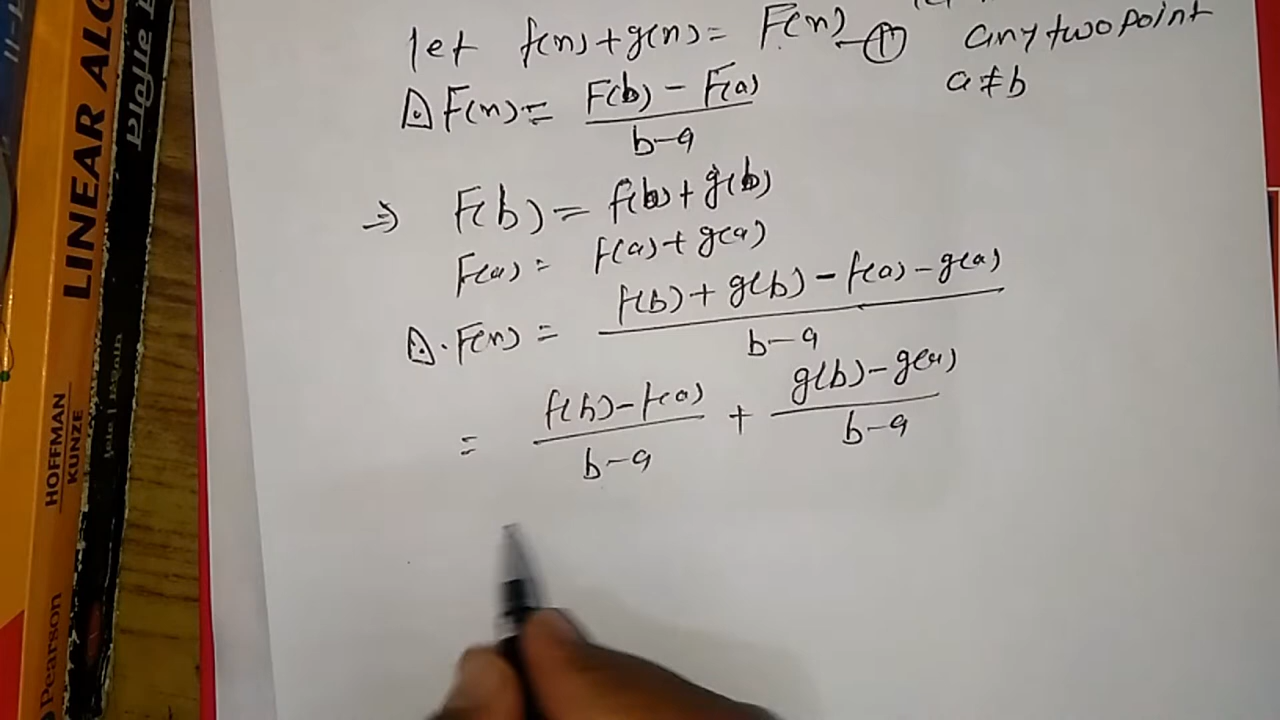 let f(n)+g(n)= F(n) —①
any two point
a≠b
⍃ F(n)= F(b) - F(a) / b-a
⇒ F(b) = f(b)+g(b)
F(a) = f(a)+g(a)
⍃. F(n) = f(b)+g(b)-f(a)-g(a) / b-a
= f(b)-f(a) / b-a + g(b)-g(a) / b-a
LINEAR ALG
HOFFMAN
KUNZE
Pearson